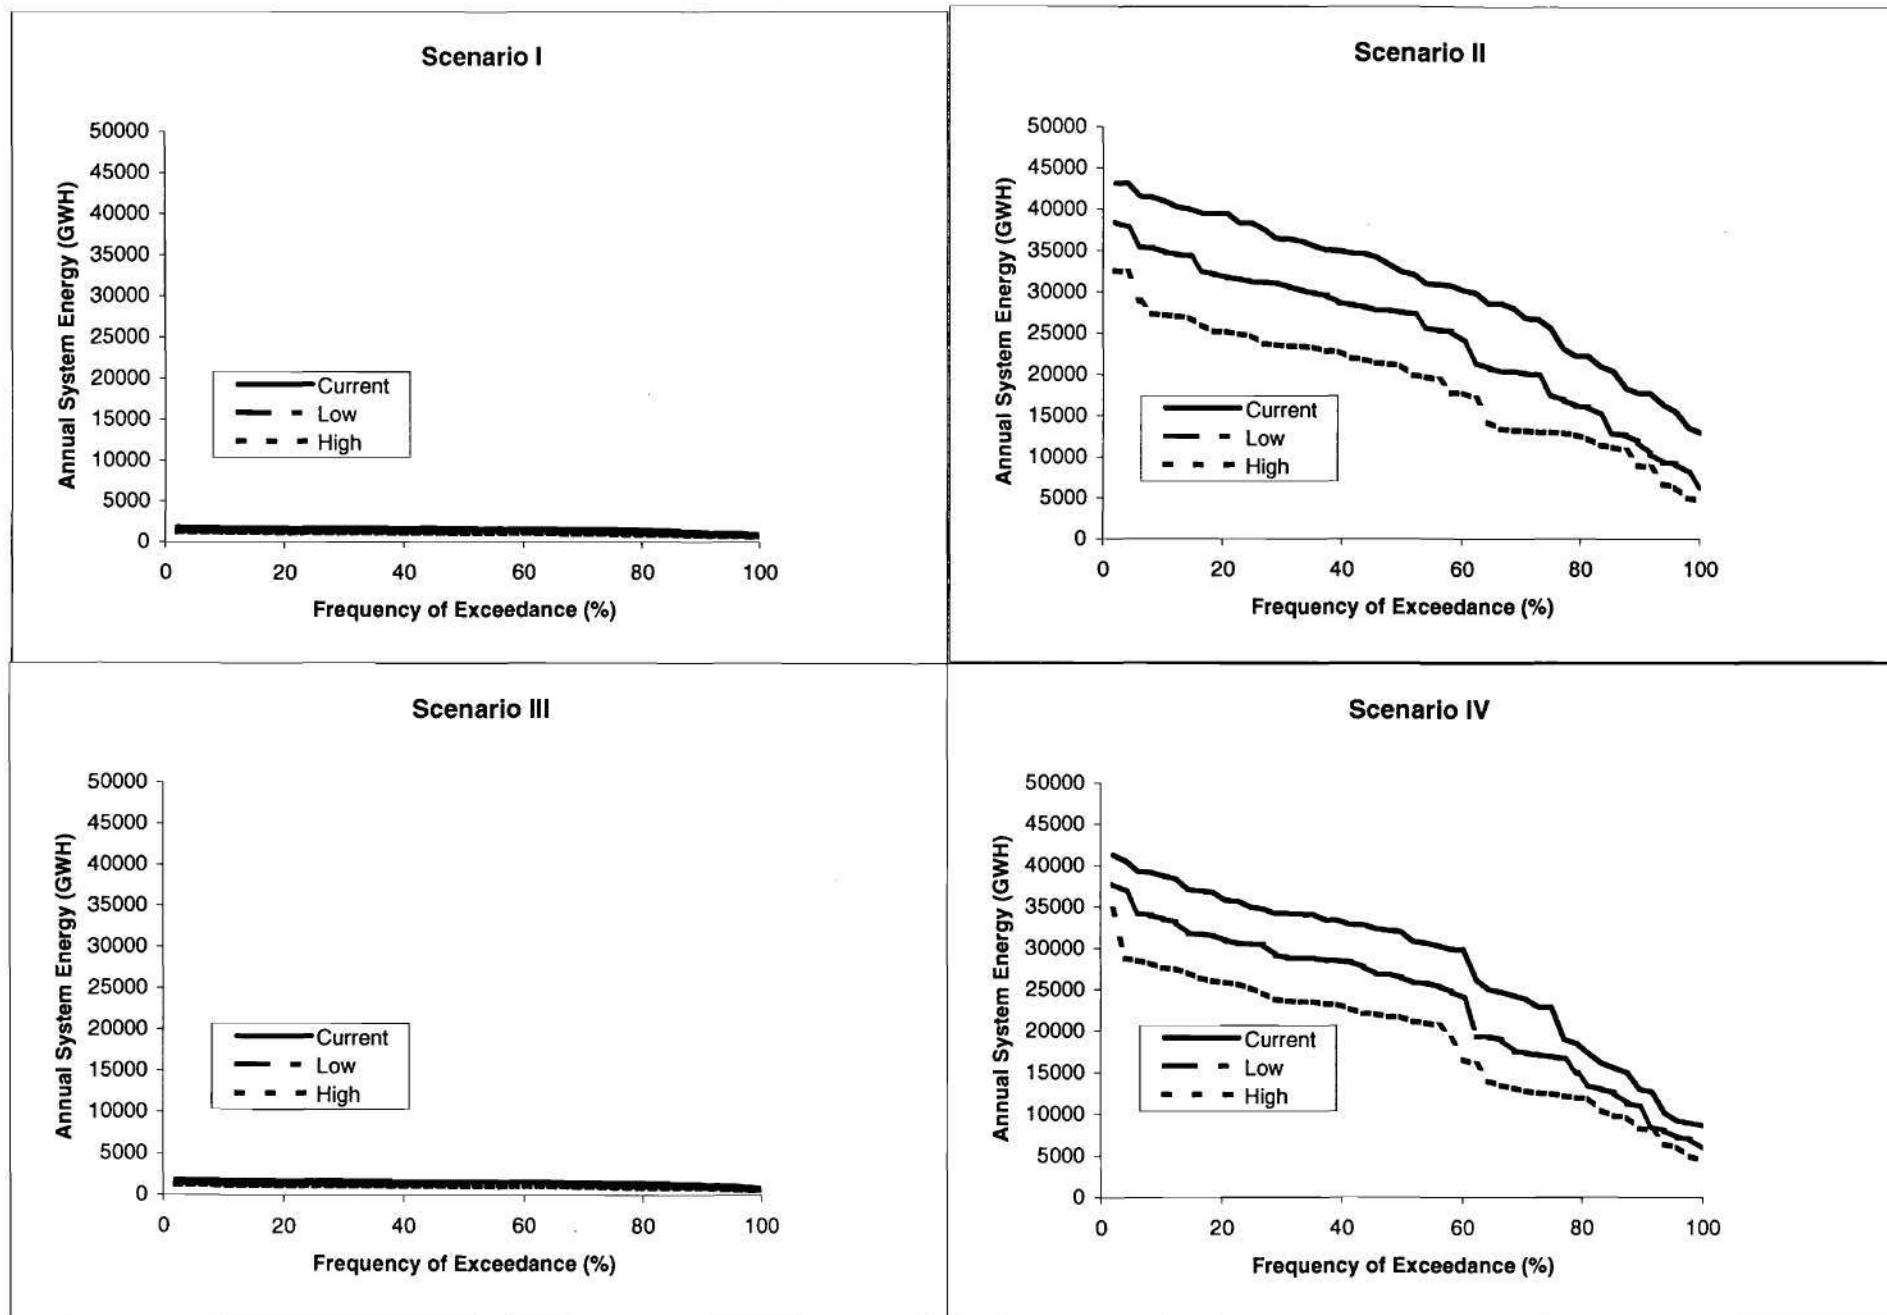 Scenario I
50000
45000
40000
35000
30000
25000
20000
15000
10000
5000
0
Annual System Energy (GWH)
Current
Low
High
0 20 40 60 80 100
Frequency of Exceedance (%)
Scenario II
50000
45000
40000
35000
30000
25000
20000
15000
10000
5000
0
Annual System Energy (GWH)
Current
Low
High
0 20 40 60 80 100
Frequency of Exceedance (%)
Scenario III
50000
45000
40000
35000
30000
25000
20000
15000
10000
5000
0
Annual System Energy (GWH)
Current
Low
High
0 20 40 60 80 100
Frequency of Exceedance (%)
Scenario IV
50000
45000
40000
35000
30000
25000
20000
15000
10000
5000
0
Annual System Energy (GWH)
Current
Low
High
0 20 40 60 80 100
Frequency of Exceedance (%)